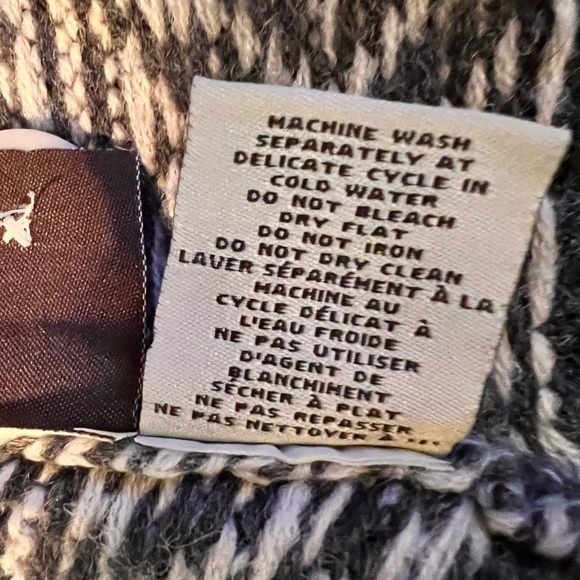 MACHINE WASH
SEPARATELY AT
DELICATE CYCLE IN
COLD WATER
DO NOT BLEACH
DRY FLAT
DO NOT IRON
DO NOT DRY CLEAN
LAVER SÉPARÉMENT À LA
MACHINE AU
CYCLE DÉLICAT À
L'EAU FROIDE
NE PAS UTILISER
D'AGENT DE
BLANCHIMENT
SÉCHER À PLAT
NE PAS REPASSER
NE PAS NETTOYER À...